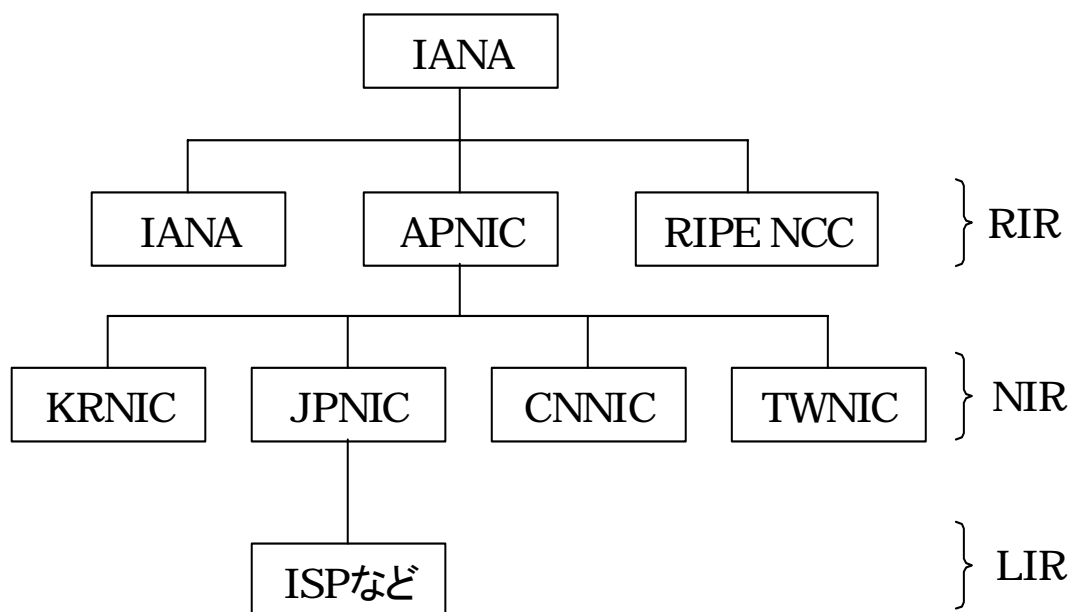 IANA
IANA
APNIC
RIPE NCC
RIR
KRNIC
JPNIC
CNNIC
TWNIC
NIR
ISPなど
LIR